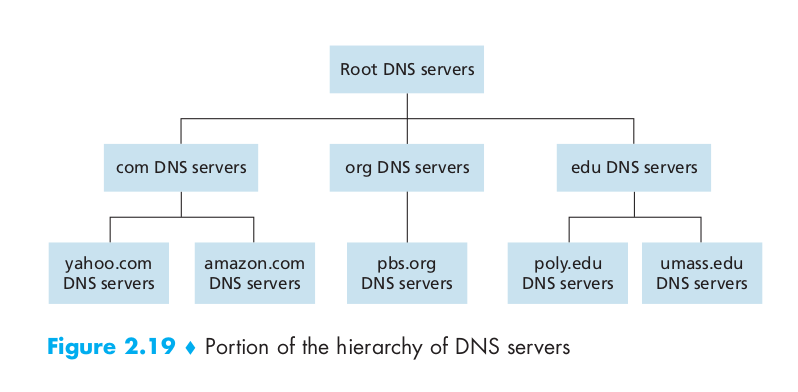 Root DNS servers
com DNS servers
org DNS servers
edu DNS servers
yahoo.com
DNS servers
amazon.com
DNS servers
pbs.org
DNS servers
poly.edu
DNS servers
umass.edu
DNS servers
Figure 2.19 ♦ Portion of the hierarchy of DNS servers